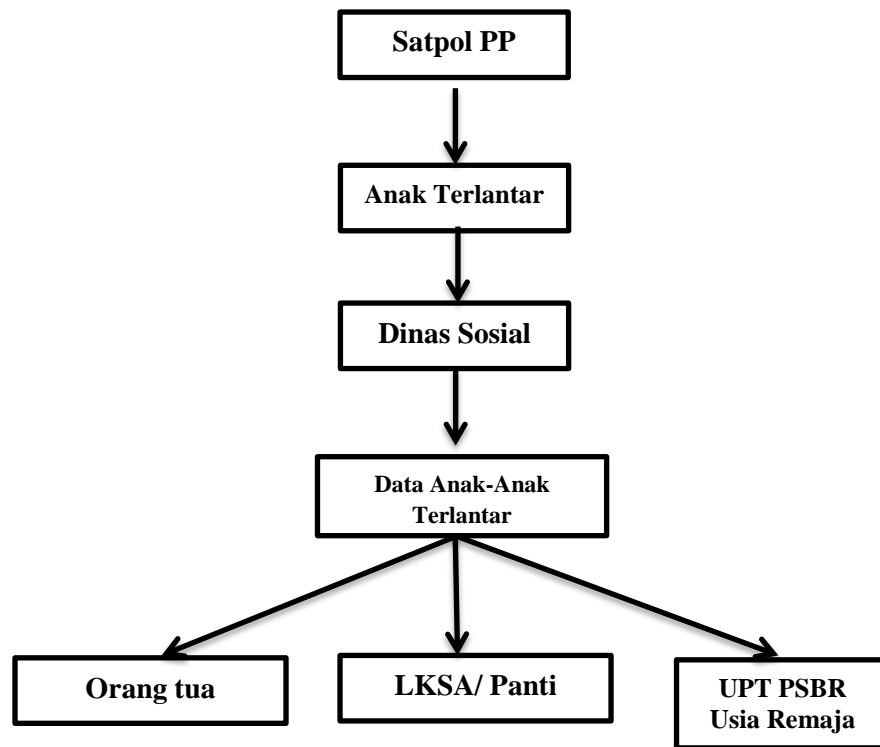 Satpol PP
Anak Terlantar
Dinas Sosial
Data Anak-Anak
Terlantar
Orang tua
LKSA/ Panti
UPT PSBR
Usia Remaja